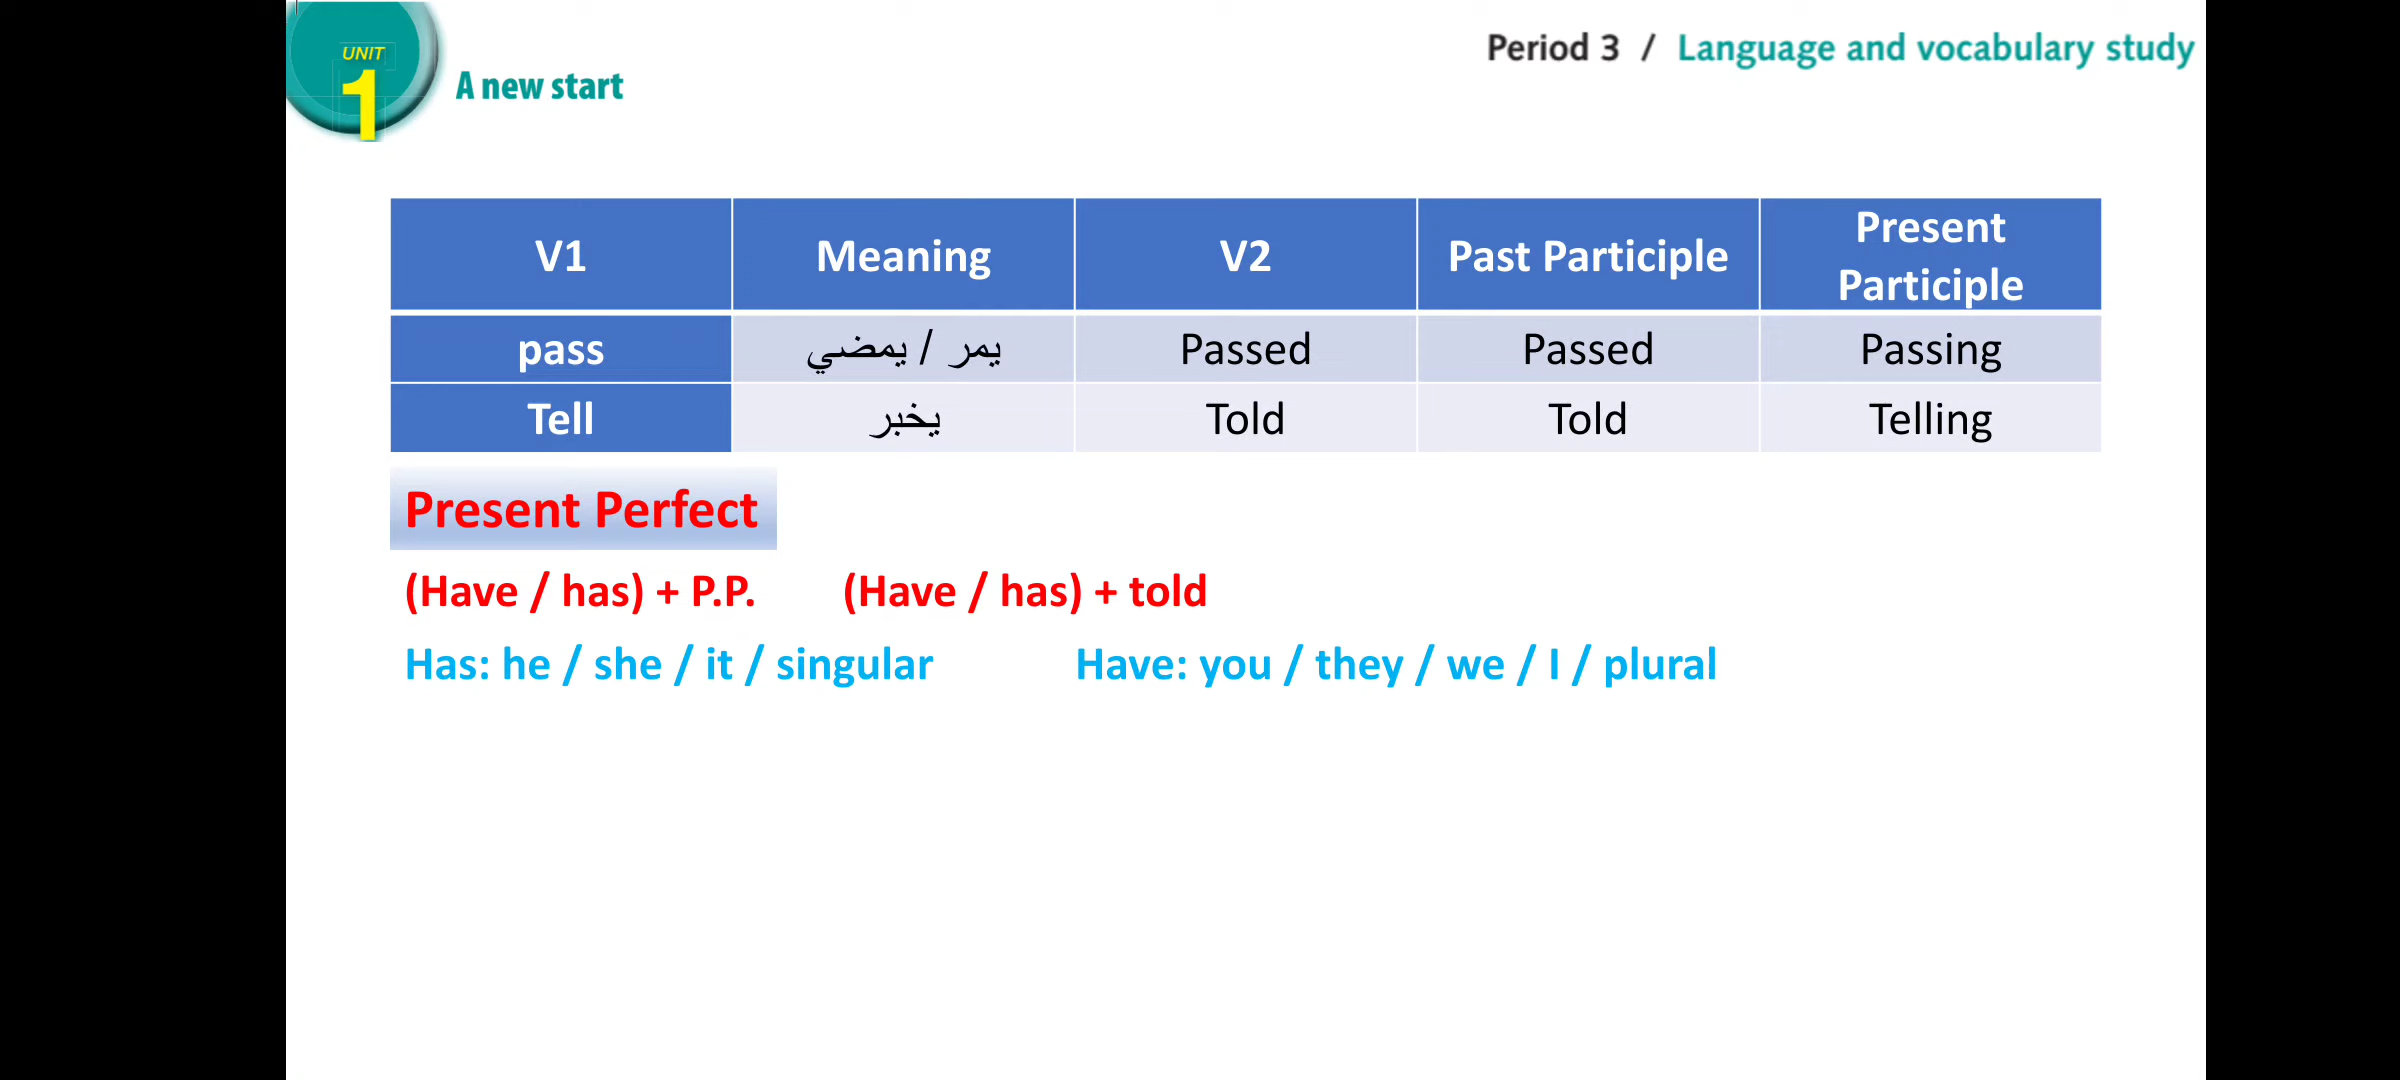 UNIT
1
A new start
Period 3 / Language and vocabulary study
V1 Meaning V2 Past Participle Present Participle
pass يمر / يمضي Passed Passed Passing
Tell يخبر Told Told Telling
Present Perfect
(Have / has) + P.P. (Have / has) + told
Has: he / she / it / singular Have: you / they / we / I / plural